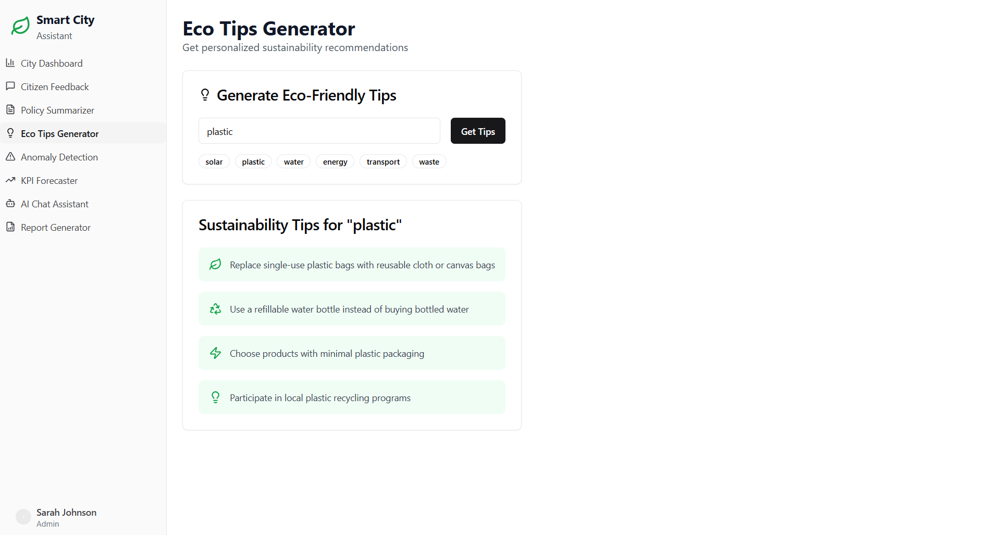 Smart City
Assistant
City Dashboard
Citizen Feedback
Policy Summarizer
Eco Tips Generator
Anomaly Detection
KPI Forecaster
AI Chat Assistant
Report Generator
Sarah Johnson
Admin
Eco Tips Generator
Get personalized sustainability recommendations
Generate Eco-Friendly Tips
plastic
Get Tips
solar plastic water energy transport waste
Sustainability Tips for "plastic"
Replace single-use plastic bags with reusable cloth or canvas bags
Use a refillable water bottle instead of buying bottled water
Choose products with minimal plastic packaging
Participate in local plastic recycling programs